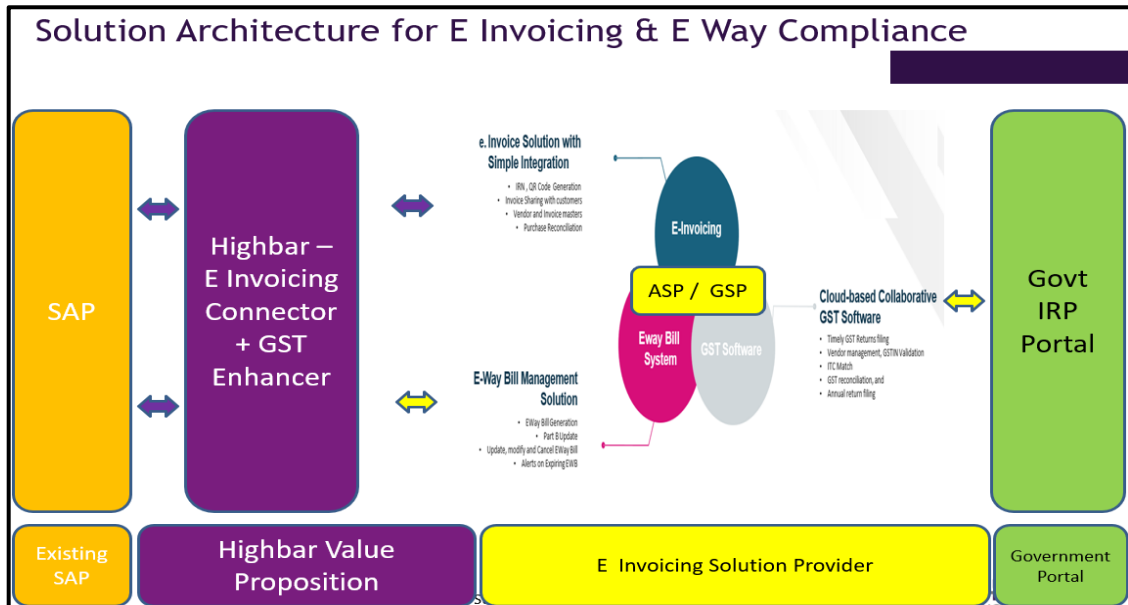 Solution Architecture for E Invoicing & E Way Compliance
SAP
Highbar –
E Invoicing
Connector
+ GST
Enhancer
e. Invoice Solution with
Simple Integration
• IRN , QR Code Generation
• Invoice Sharing with customers
• Vendor and Invoice masters
• Purchase Reconciliation
E-Invoicing
ASP / GSP
Eway Bill
System
GST Software
E-Way Bill Management
Solution
• EWay Bill Generation
• Part B Update
• Update, modify and Cancel EWay Bill
• Alerts on Expiring EWB
Cloud-based Collaborative
GST Software
• Timely GST Returns filing
• Vendor management, GSTIN Validation
• ITC Match
• GST reconciliation, and
• Annual return filing
Govt
IRP
Portal
Existing
SAP
Highbar Value
Proposition
E Invoicing Solution Provider
Government
Portal